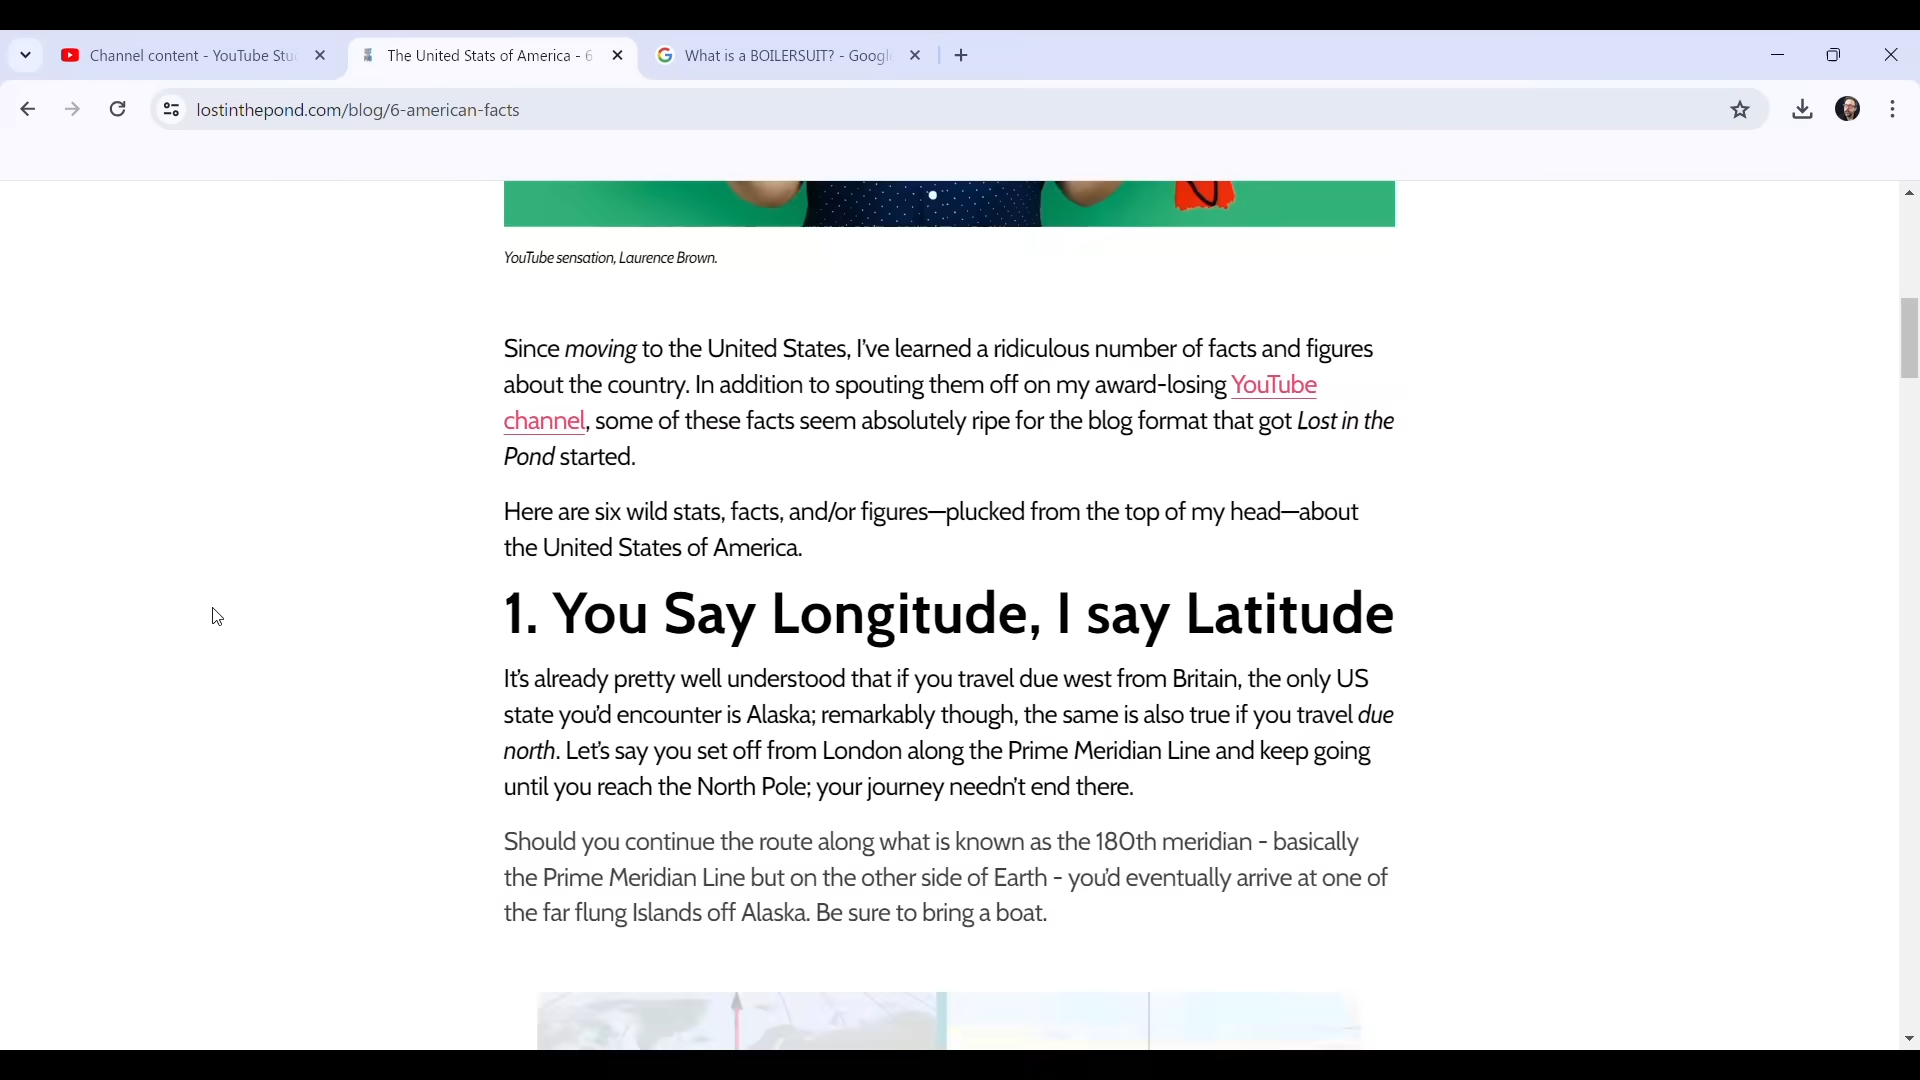 Channel content - YouTube Stu
The United Stats of America - 6
What is a BOILERSUIT? - Googl
lostinthepond.com/blog/6-american-facts
YouTube sensation, Laurence Brown.
Since moving to the United States, I've learned a ridiculous number of facts and figures
about the country. In addition to spouting them off on my award-losing YouTube
channel, some of these facts seem absolutely ripe for the blog format that got Lost in the
Pond started.
Here are six wild stats, facts, and/or figures—plucked from the top of my head—about
the United States of America.
1. You Say Longitude, I say Latitude
It's already pretty well understood that if you travel due west from Britain, the only US
state you'd encounter is Alaska; remarkably though, the same is also true if you travel due
north. Let's say you set off from London along the Prime Meridian Line and keep going
until you reach the North Pole; your journey needn't end there.
Should you continue the route along what is known as the 180th meridian - basically
the Prime Meridian Line but on the other side of Earth - you'd eventually arrive at one of
the far flung Islands off Alaska. Be sure to bring a boat.